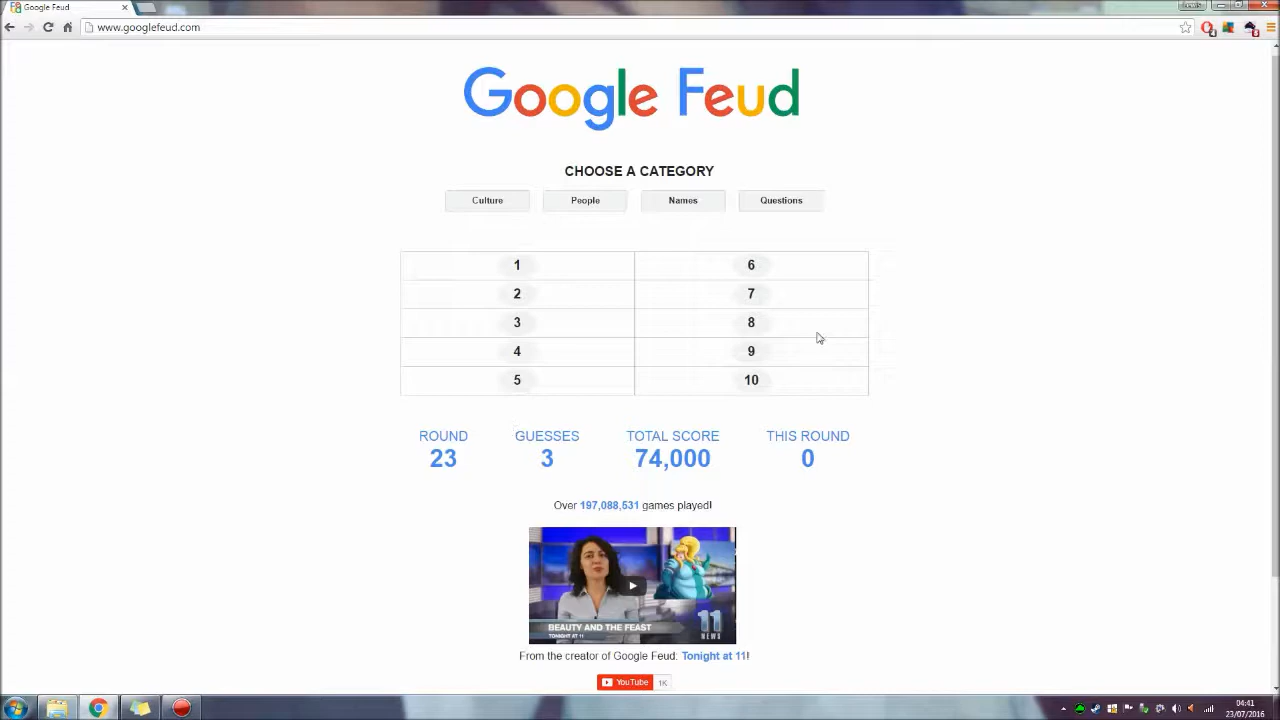 Google Feud
www.googlefeud.com
Google Feud
CHOOSE A CATEGORY
Culture
People
Names
Questions
1
6
2
7
3
8
4
9
5
10
ROUND
GUESSES
TOTAL SCORE
THIS ROUND
23
3
74,000
0
Over 197,088,531 games played!
11
NEWS
BEAUTY AND THE FEAST
TONIGHT AT 11
From the creator of Google Feud: Tonight at 11!
YouTube
1K
04:41
23/07/2016